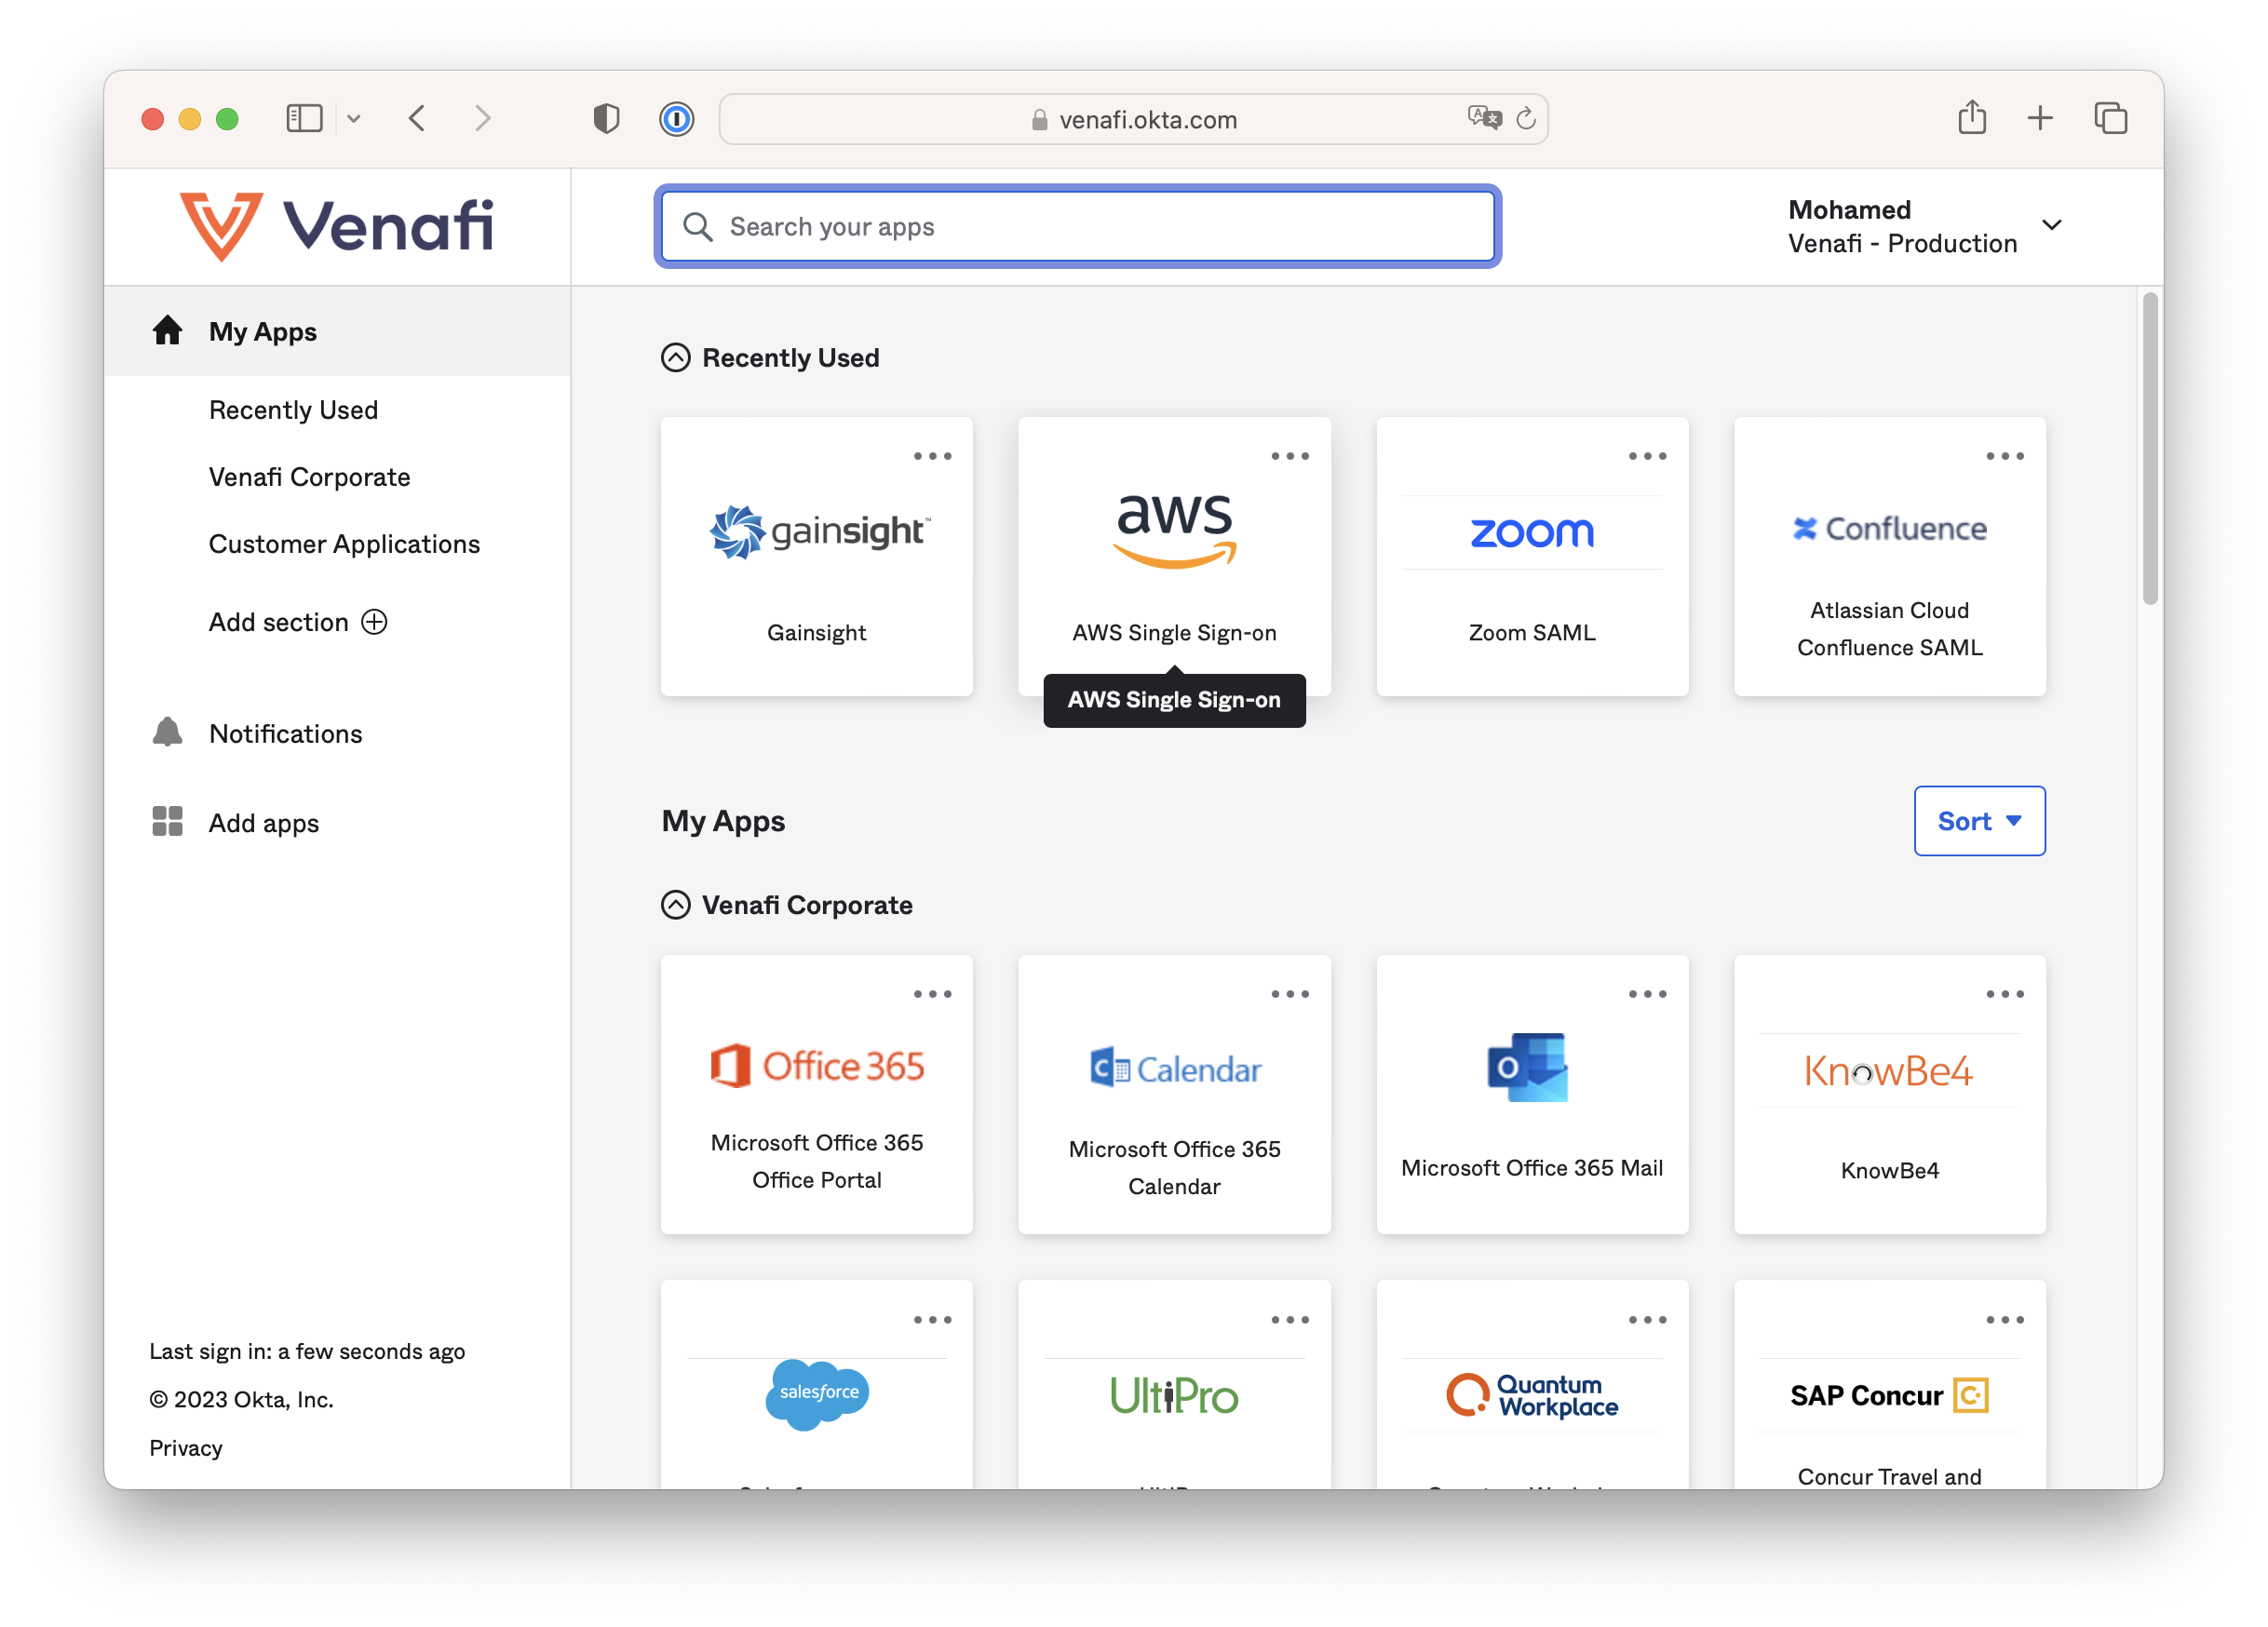 venafi.okta.com
Venafi
Search your apps
Mohamed
Venafi - Production
My Apps
Recently Used
Venafi Corporate
Customer Applications
Add section
Notifications
Add apps
Last sign in: a few seconds ago
© 2023 Okta, Inc.
Privacy
Recently Used
gainsight™
Gainsight
aws
AWS Single Sign-on
AWS Single Sign-on
zoom
Zoom SAML
Confluence
Atlassian Cloud
Confluence SAML
My Apps
Sort
Venafi Corporate
Office 365
Microsoft Office 365
Office Portal
Calendar
Microsoft Office 365
Calendar
Microsoft Office 365 Mail
KnowBe4
KnowBe4
salesforce
UltiPro
Quantum
Workplace
SAP Concur
Concur Travel and